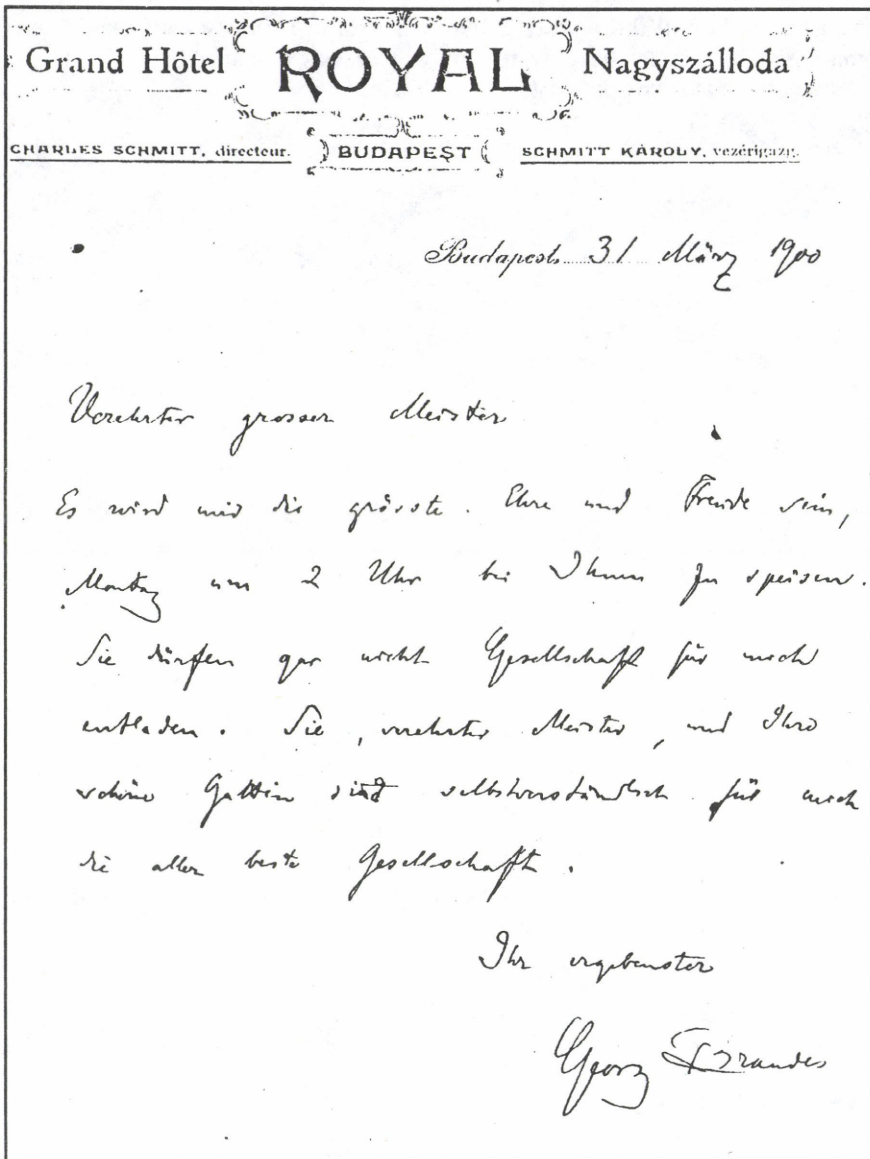 Grand Hôtel ROYAL Nagyszálloda
CHARLES SCHMITT, directeur. BUDAPEST SCHMITT KÁROLY, vezérigazg.
Budapest 31 März 1900
Verehrter grosser Meister
Es wird mir die grösste Ehre und Freude sein,
Montag um 2 Uhr bei Ihnen zu speisen.
Sie dürfen gar nicht Gesellschaft für mich
einladen. Sie, verehrter Meister, und Ihre
schöne Gattin sind selbstverständlich für mich
die aller beste Gesellschaft.
Ihr ergebenster
Georg Brandes